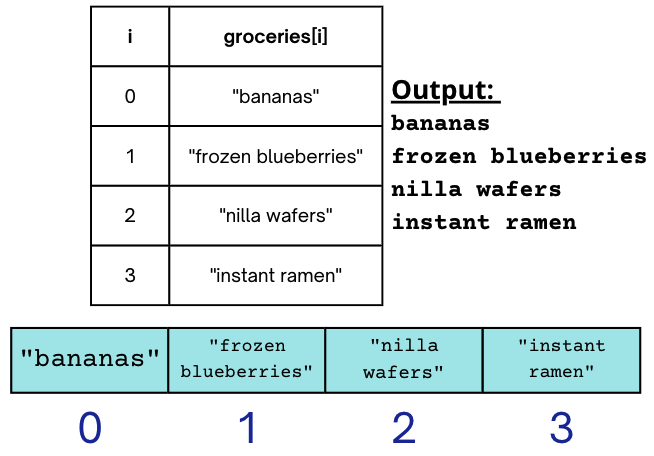 i groceries[i]
0 "bananas"
1 "frozen blueberries"
2 "nilla wafers"
3 "instant ramen"
Output:
bananas
frozen blueberries
nilla wafers
instant ramen
"bananas" "frozen blueberries" "nilla wafers" "instant ramen"
0 1 2 3